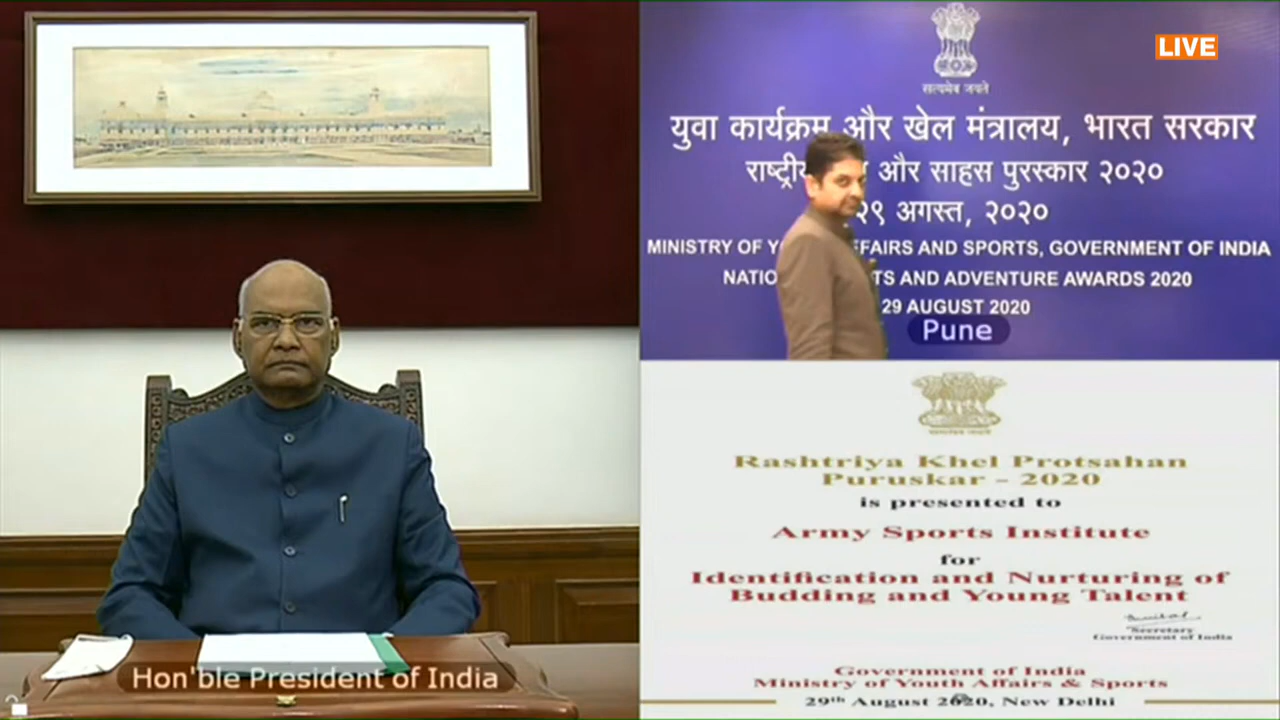 LIVE
सत्यमेव जयते
युवा कार्यक्रम और खेल मंत्रालय, भारत सरकार
राष्ट्रीय और साहस पुरस्कार २०२०
२९ अगस्त, २०२०
MINISTRY OF Y FFAIRS AND SPORTS, GOVERNMENT OF INDIA
NATIO TS AND ADVENTURE AWARDS 2020
29 AUGUST 2020
Pune
Rashtriya Khel Protsahan
Puruskar - 2020
is presented to
Army Sports Institute
for
Identification and Nurturing of
Budding and Young Talent
Secretary
Government of India
Government of India
Ministry of Youth Affairs & Sports
29th August 2020, New Delhi
Hon'ble President of India